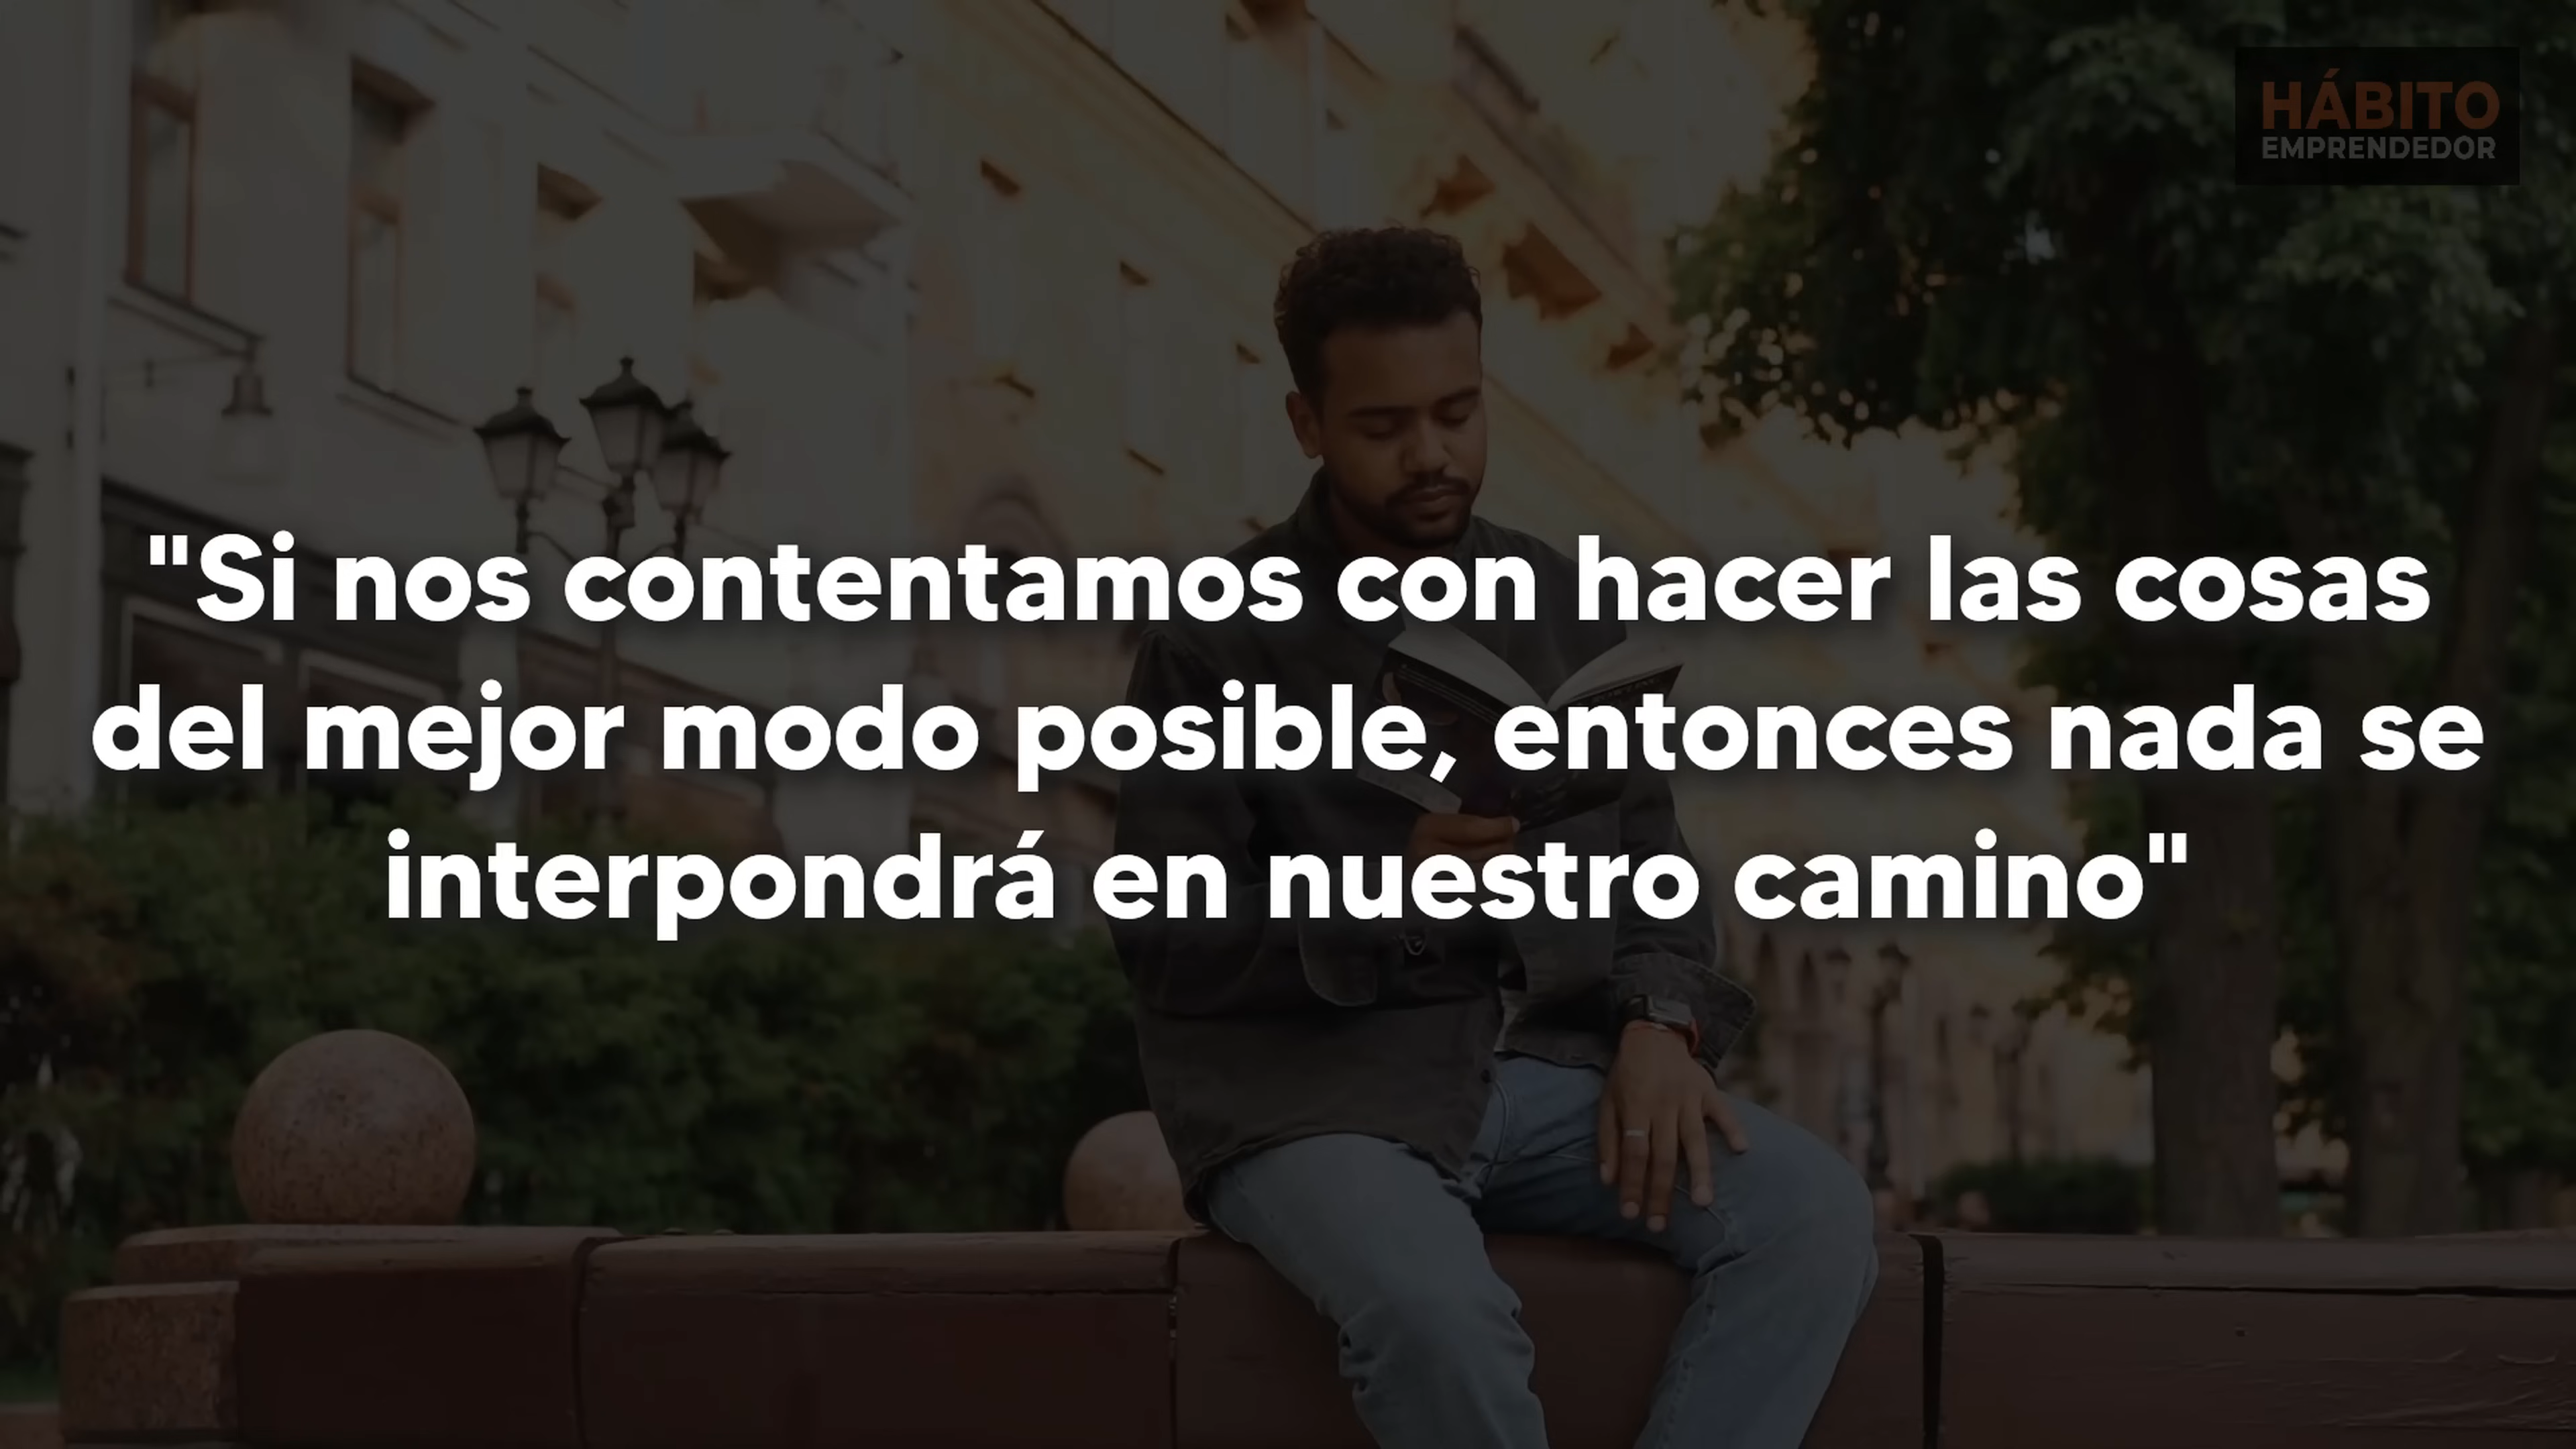 HÁBITO
EMPRENDEDOR
"Si nos contentamos con hacer las cosas
del mejor modo posible, entonces nada se
interpondrá en nuestro camino"